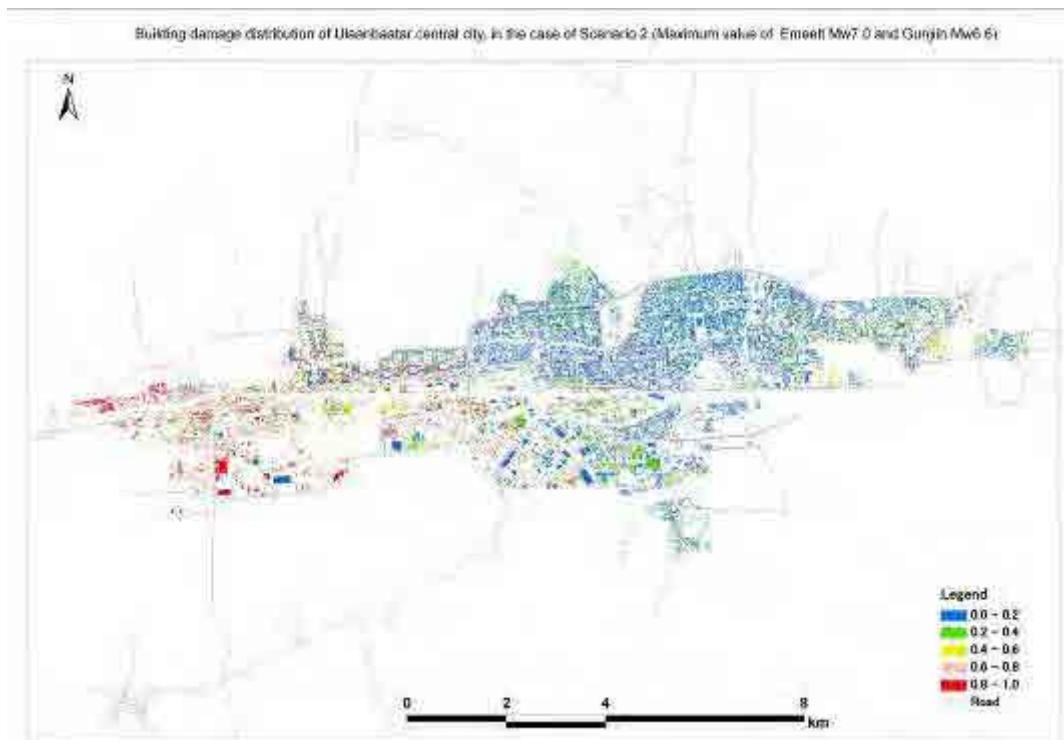 Building damage distribution of Ulaanbaatar central city, in the case of Scenario 2 (Maximum value of Emeelt Mw7.0 and Gunjiin Mw6.6)
N
Legend
0.0 - 0.2
0.2 - 0.4
0.4 - 0.6
0.6 - 0.8
0.8 - 1.0
Road
0 2 4 8
km